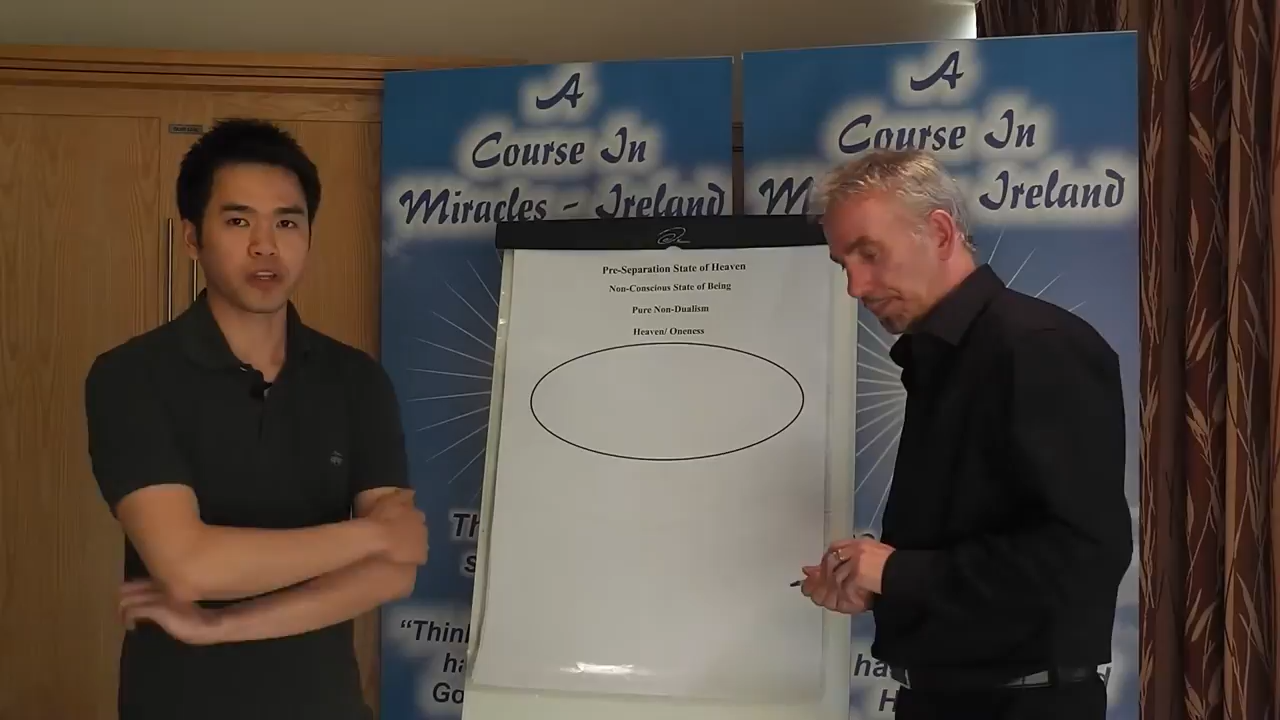 A
Course In
Miracles - Ireland
A
Course In
Ireland
Pre-Separation State of Heaven
Non-Conscious State of Being
Pure Non-Dualism
Heaven/ Oneness